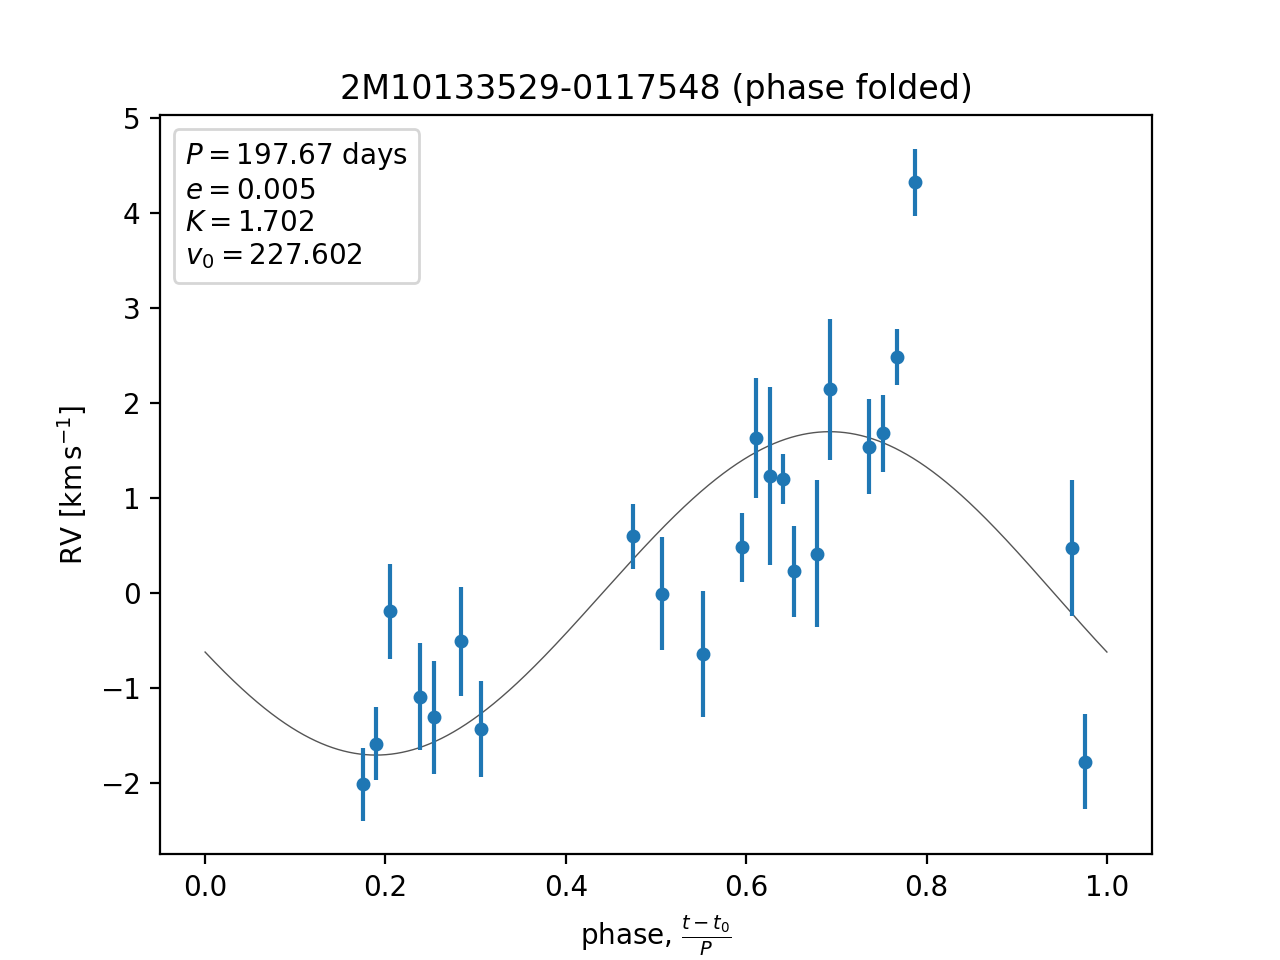 2M10133529-0117548 (phase folded)
P = 197.67 days
e = 0.005
K = 1.702
v₀ = 227.602
5
4
3
2
1
0
−1
−2
RV [km s⁻¹]
0.0 0.2 0.4 0.6 0.8 1.0
phase, (t − t₀)/P